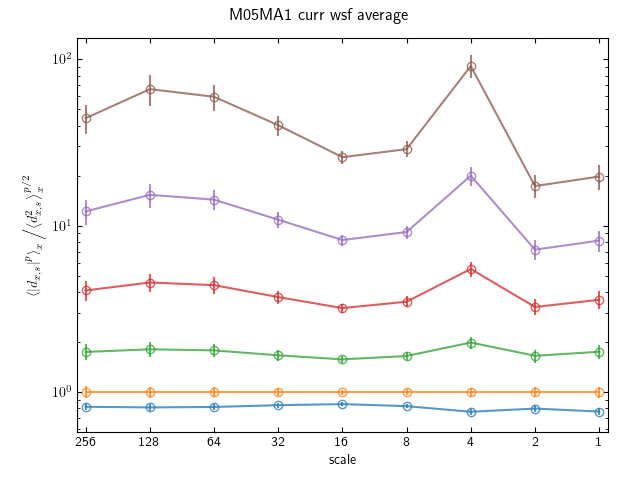 M05MA1 curr wsf average
10²
10¹
10⁰
⟨|d_{x,s}|^p⟩_x / ⟨d²_{x,s}⟩_x^{p/2}
256 128 64 32 16 8 4 2 1
scale